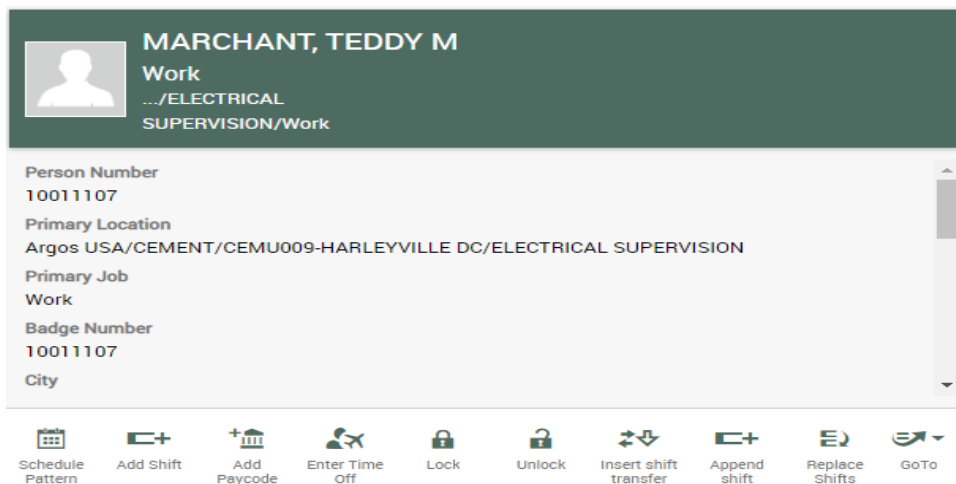 MARCHANT, TEDDY M
Work
.../ELECTRICAL
SUPERVISION/Work
Person Number
10011107
Primary Location
Argos USA/CEMENT/CEMU009-HARLEYVILLE DC/ELECTRICAL SUPERVISION
Primary Job
Work
Badge Number
10011107
City
Schedule Pattern
Add Shift
Add Paycode
Enter Time Off
Lock
Unlock
Insert shift transfer
Append shift
Replace Shifts
GoTo